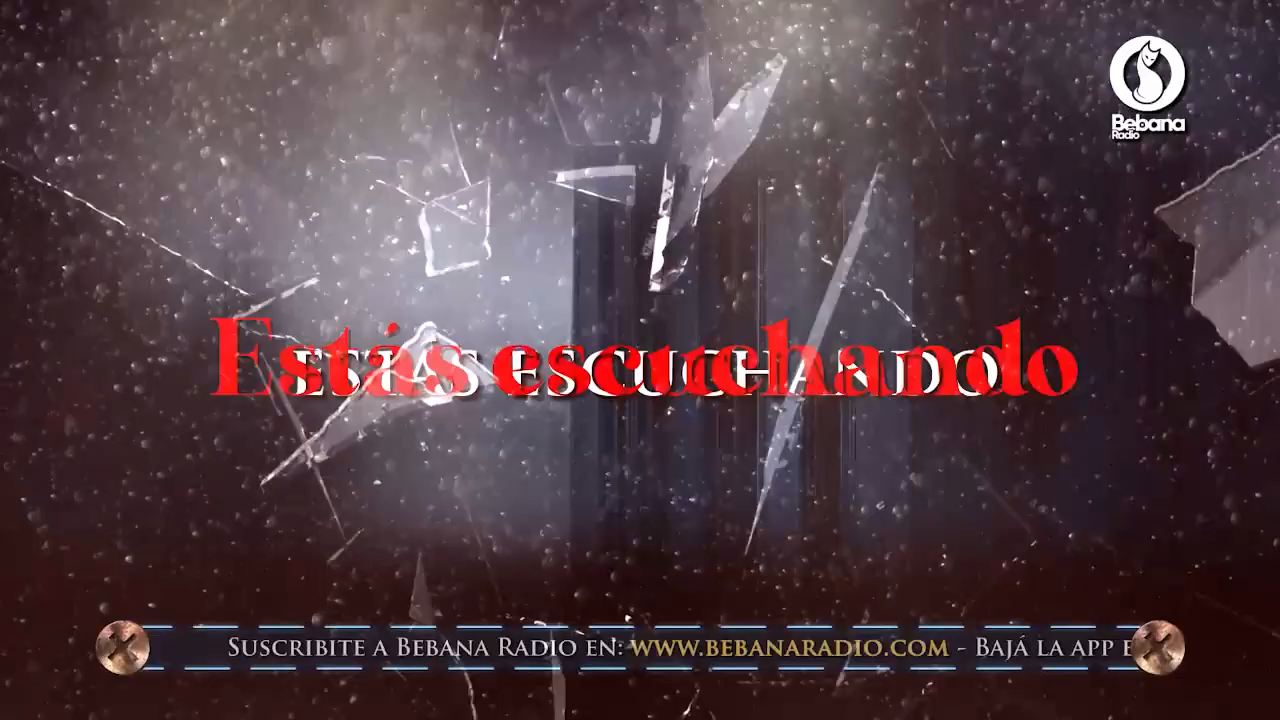 Bebana
Radio
Estás escuchando
ESTÁS ESCUCHANDO
SUSCRIBITE A BEBANA RADIO EN: WWW.BEBANARADIO.COM - BAJÁ LA APP E